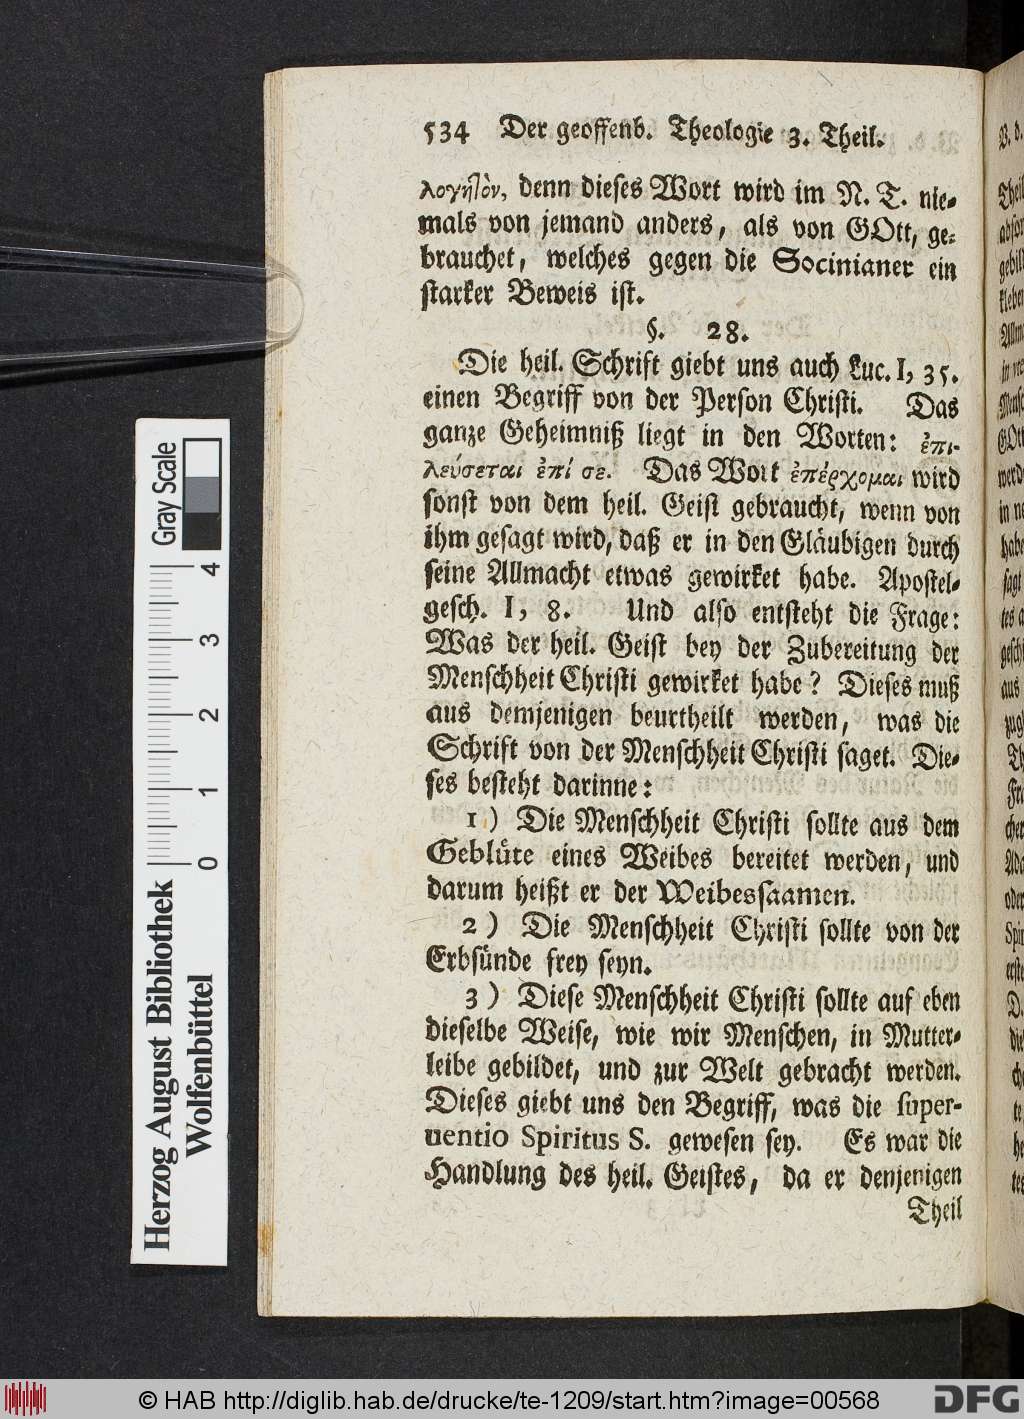 534 Der geoffenb. Theologie 3. Theil.
λογητὸν, denn dieses Wort wird im N. T. nie-
mals von jemand anders, als von GOtt, ge-
brauchet, welches gegen die Socinianer ein
starker Beweis ist.
§. 28.
Die heil. Schrift giebt uns auch Luc. I, 35.
einen Begriff von der Person Christi. Das
ganze Geheimniß liegt in den Worten: ἐπι-
λεύσεται ἐπί σε. Das Wort ἐπέρχομαι wird
sonst von dem heil. Geist gebraucht, wenn von
ihm gesagt wird, daß er in den Gläubigen durch
seine Allmacht etwas gewirket habe. Apostel-
gesch. I, 8. Und also entsteht die Frage:
Was der heil. Geist bey der Zubereitung der
Menschheit Christi gewirket habe? Dieses muß
aus demjenigen beurtheilt werden, was die
Schrift von der Menschheit Christi saget. Die-
ses besteht darinne:
1) Die Menschheit Christi sollte aus dem
Geblüte eines Weibes bereitet werden, und
darum heißt er der Weibessaamen.
2) Die Menschheit Christi sollte von der
Erbsünde frey seyn.
3) Diese Menschheit Christi sollte auf eben
dieselbe Weise, wie wir Menschen, in Mutter-
leibe gebildet, und zur Welt gebracht werden.
Dieses giebt uns den Begriff, was die super-
uentio Spiritus S. gewesen sey. Es war die
Handlung des heil. Geistes, da er denjenigen
Theil
Gray Scale
4
3
2
1
0
Herzog August Bibliothek
Wolfenbüttel
© HAB http://diglib.hab.de/drucke/te-1209/start.htm?image=00568
DFG